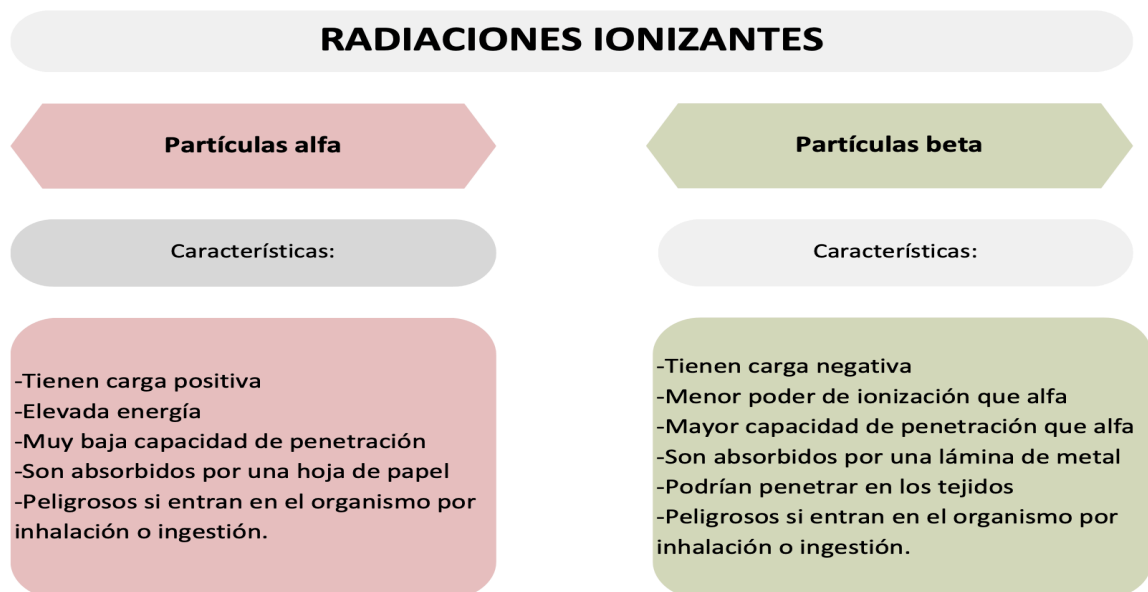 RADIACIONES IONIZANTES
Partículas alfa
Características:
-Tienen carga positiva
-Elevada energía
-Muy baja capacidad de penetración
-Son absorbidos por una hoja de papel
-Peligrosos si entran en el organismo por
inhalación o ingestión.
Partículas beta
Características:
-Tienen carga negativa
-Menor poder de ionización que alfa
-Mayor capacidad de penetración que alfa
-Son absorbidos por una lámina de metal
-Podrían penetrar en los tejidos
-Peligrosos si entran en el organismo por
inhalación o ingestión.